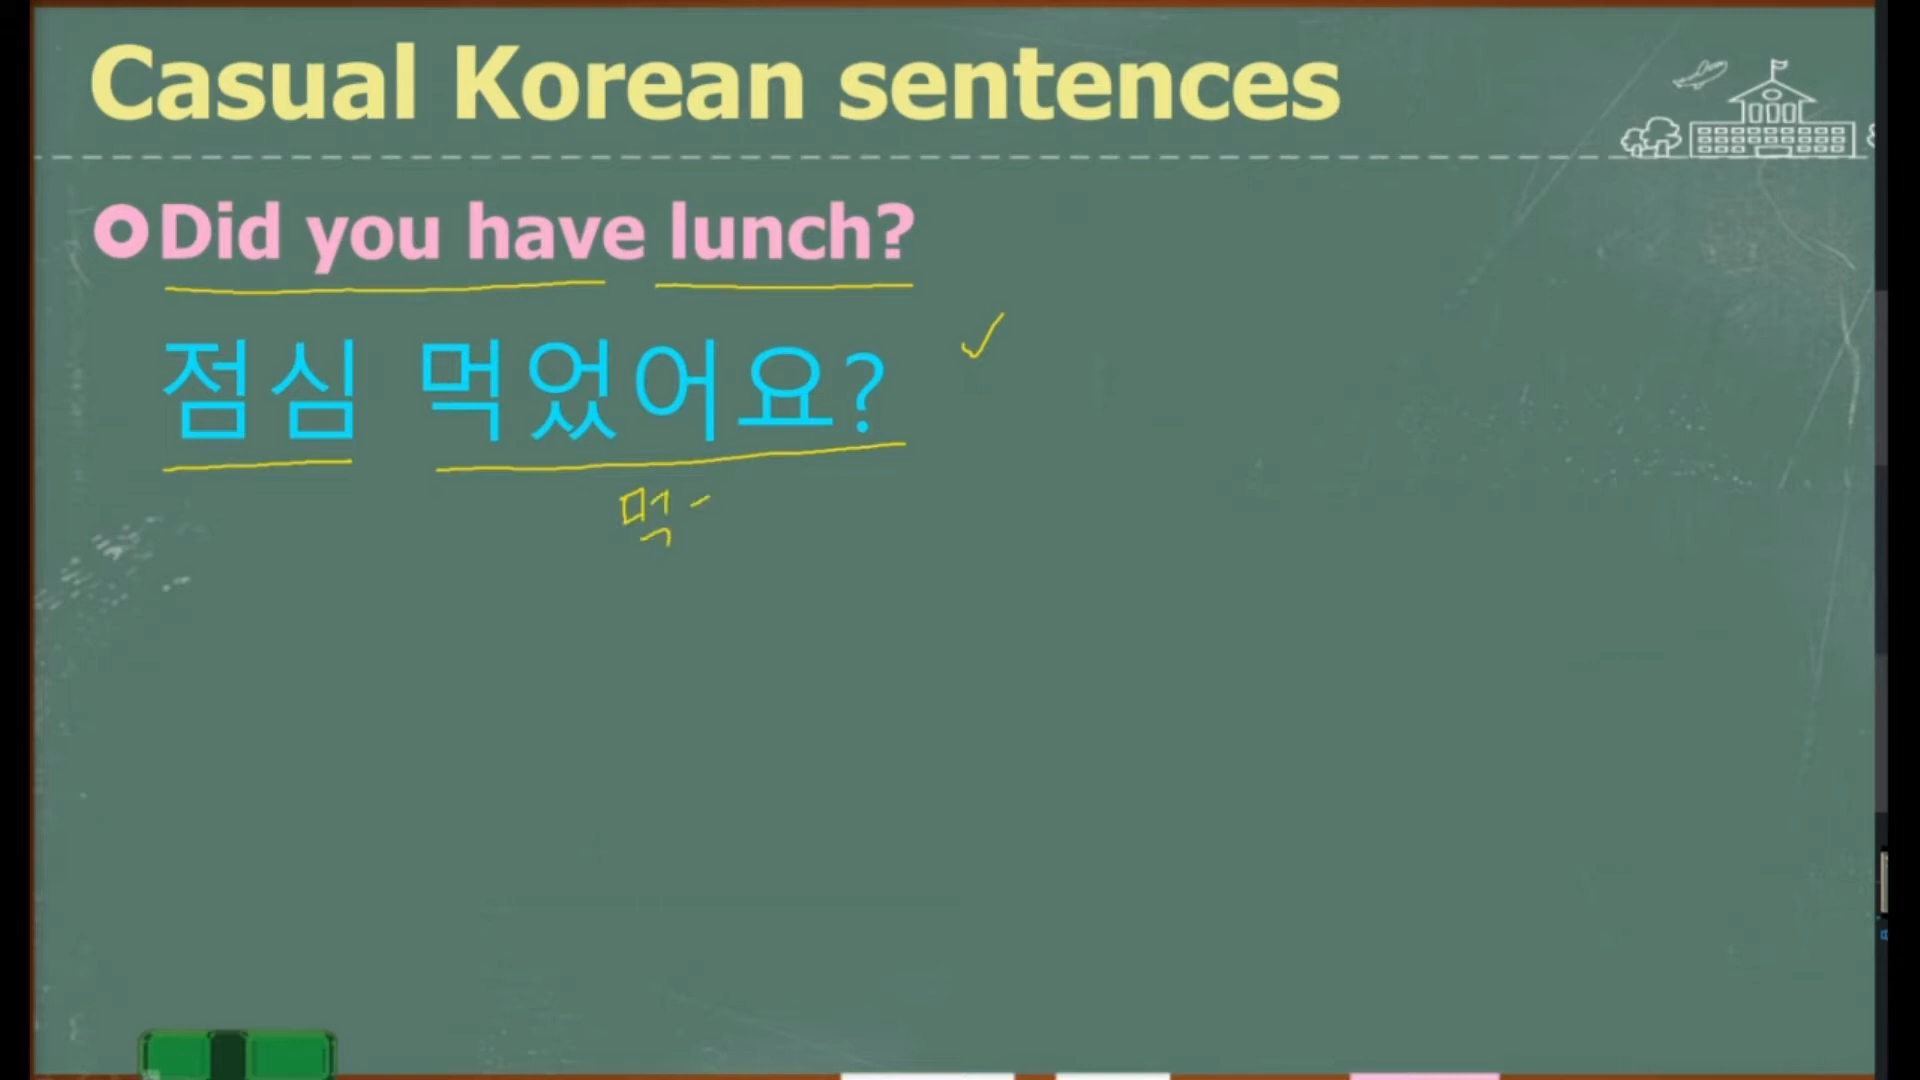 Casual Korean sentences
Did you have lunch?
점심 먹었어요?
먹-